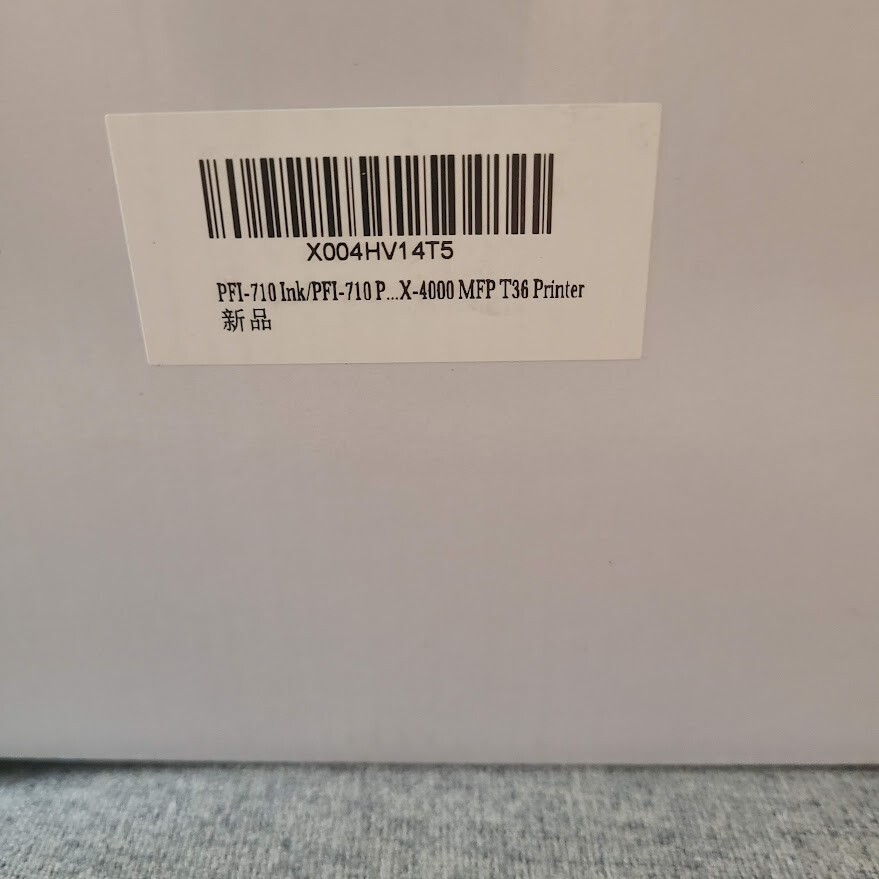 X004HV14T5
PFI-710 Ink/PFI-710 P...X-4000 MFP T36 Printer
新品